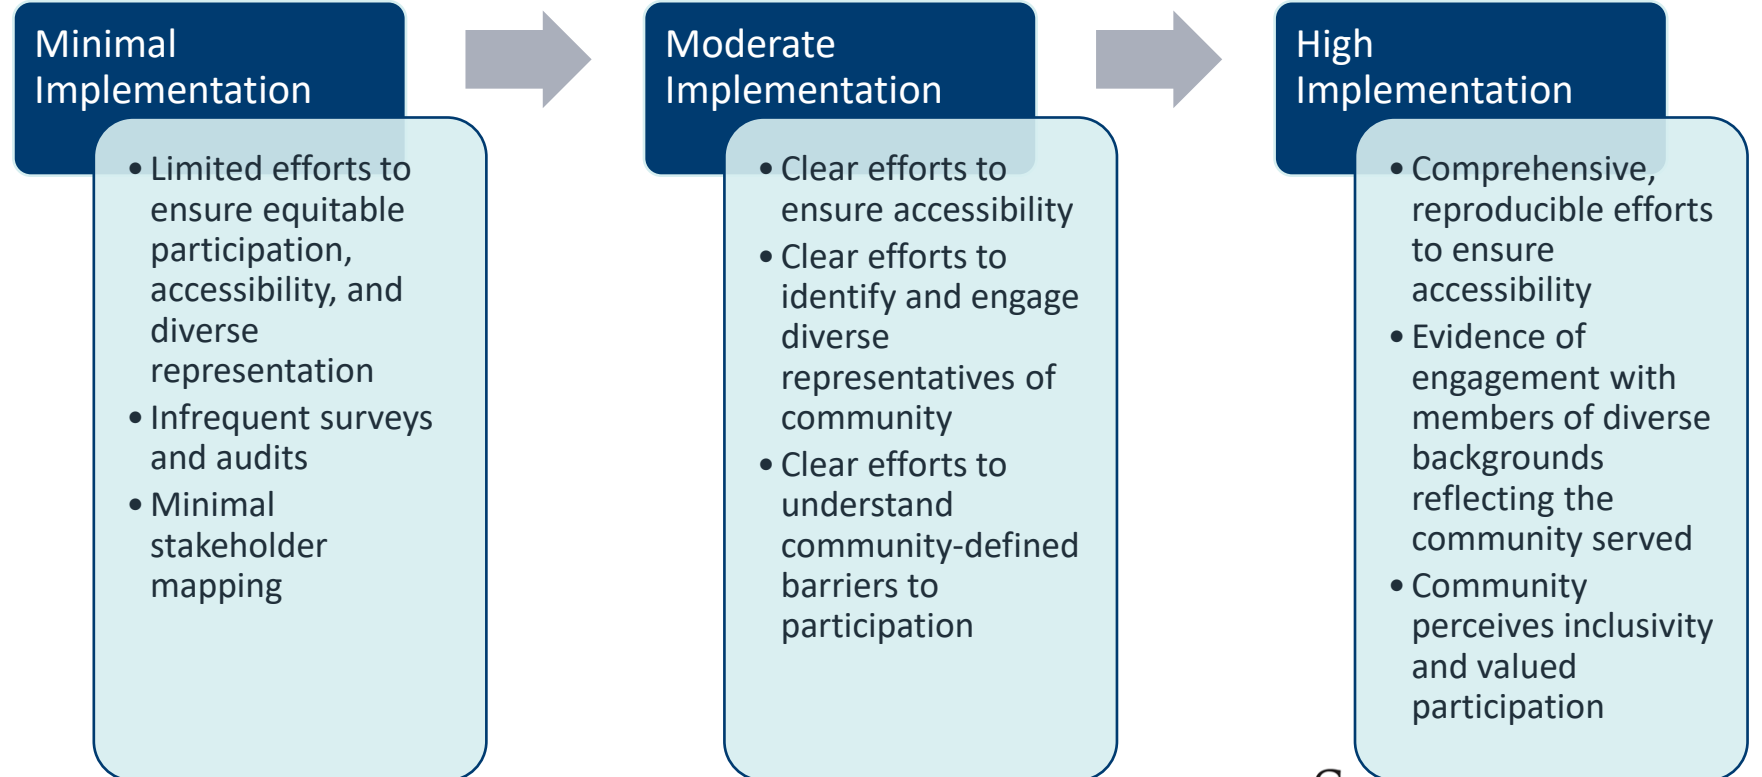 Minimal
Implementation
• Limited efforts to
ensure equitable
participation,
accessibility, and
diverse
representation
• Infrequent surveys
and audits
• Minimal
stakeholder
mapping
Moderate
Implementation
• Clear efforts to
ensure accessibility
• Clear efforts to
identify and engage
diverse
representatives of
community
• Clear efforts to
understand
community-defined
barriers to
participation
High
Implementation
• Comprehensive,
reproducible efforts
to ensure
accessibility
• Evidence of
engagement with
members of diverse
backgrounds
reflecting the
community served
• Community
perceives inclusivity
and valued
participation